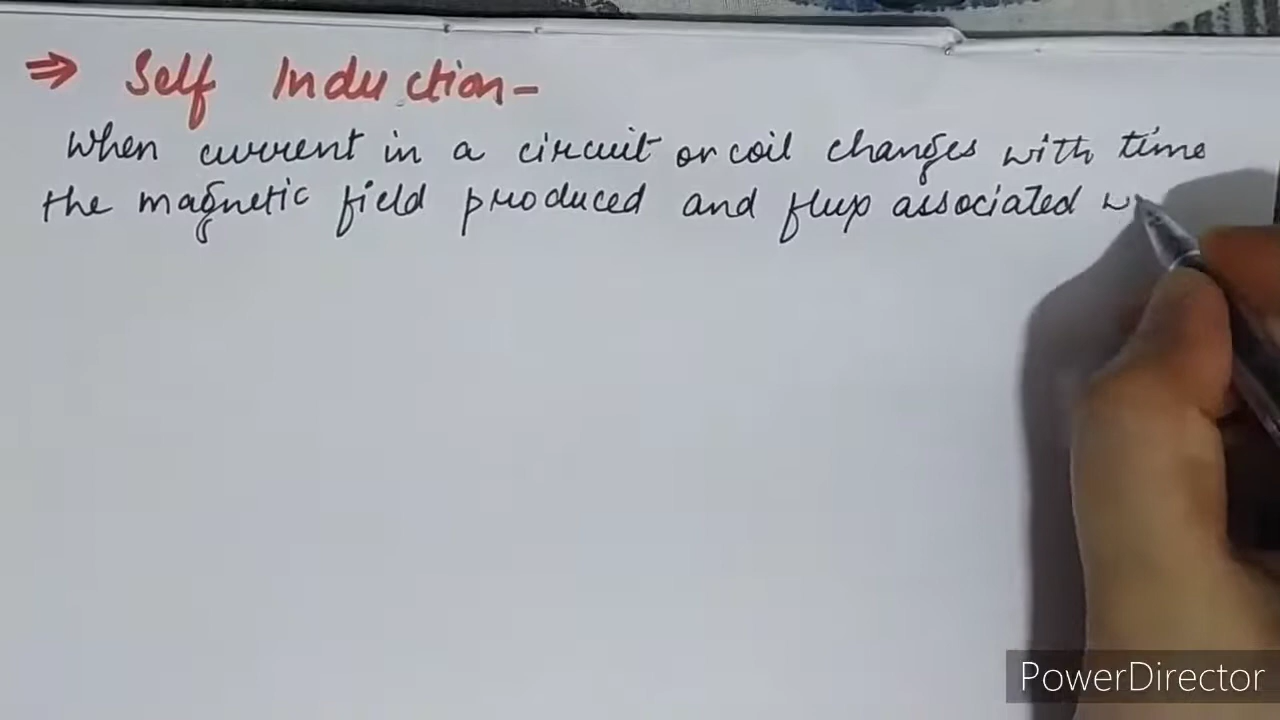 ⇒ Self Induction -
When current in a circuit or coil changes with time
the magnetic field produced and flux associated w
PowerDirector